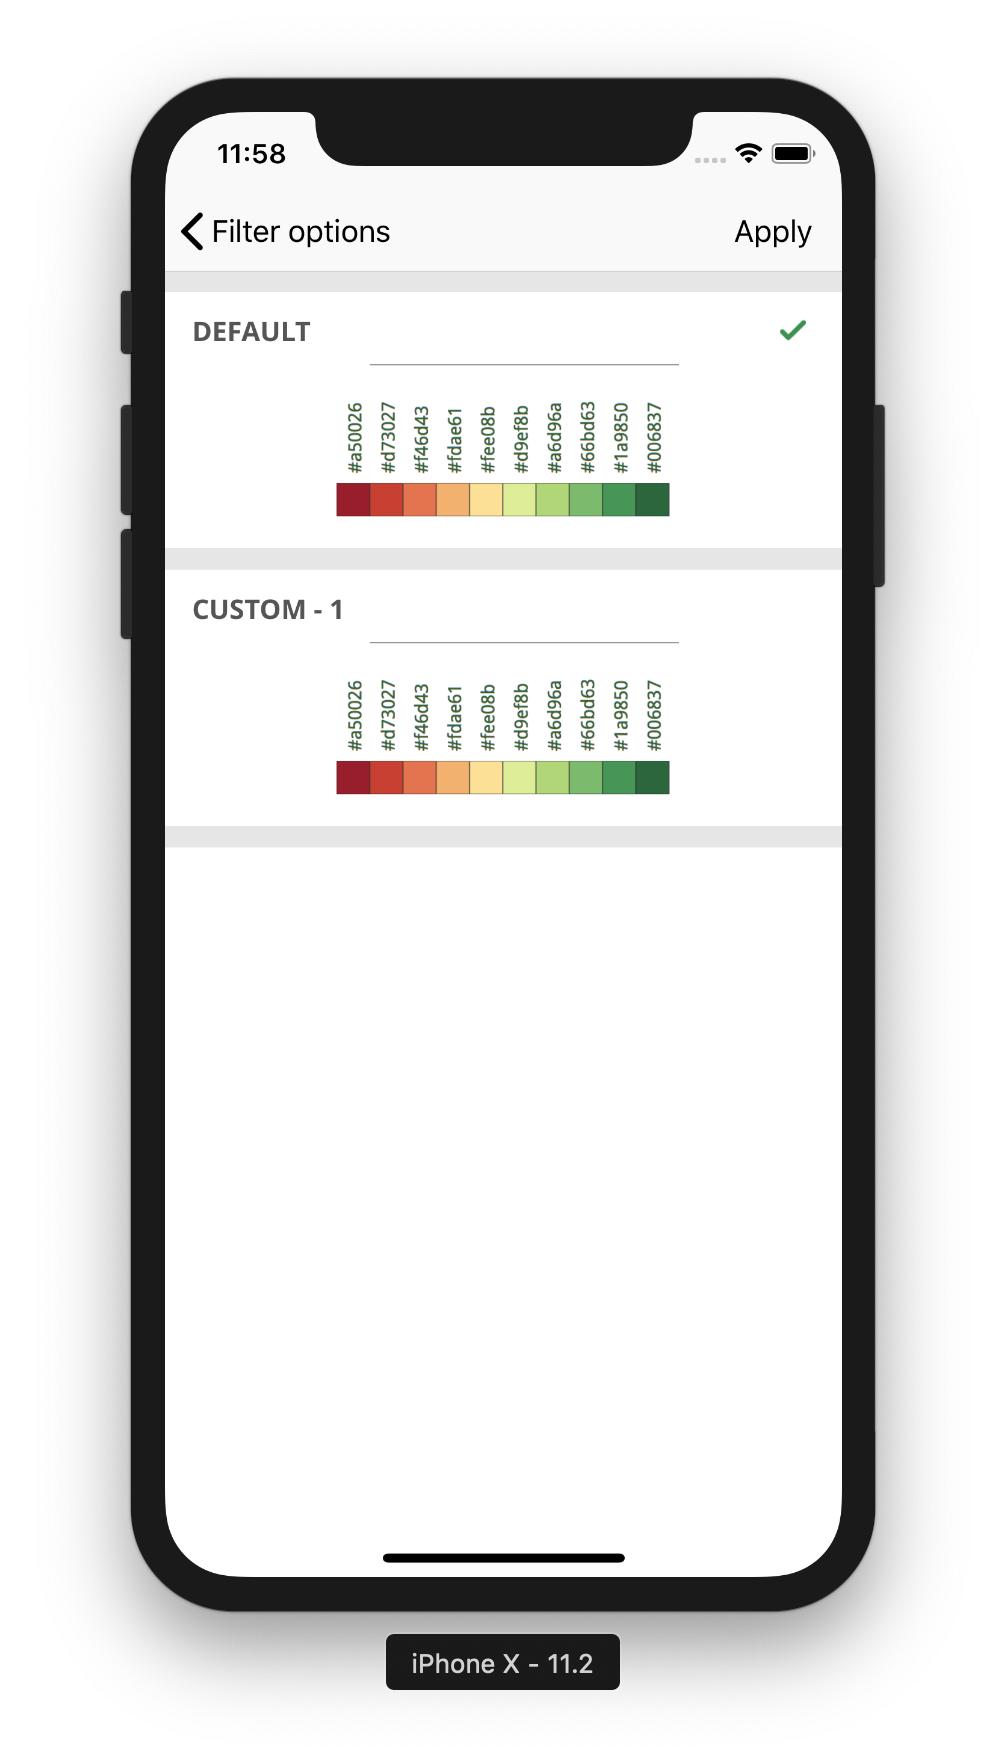 11:58
Filter options
Apply
DEFAULT
#a50026
#d73027
#f46d43
#fdae61
#fee08b
#d9ef8b
#a6d96a
#66bd63
#1a9850
#006837
CUSTOM - 1
#a50026
#d73027
#f46d43
#fdae61
#fee08b
#d9ef8b
#a6d96a
#66bd63
#1a9850
#006837
iPhone X - 11.2